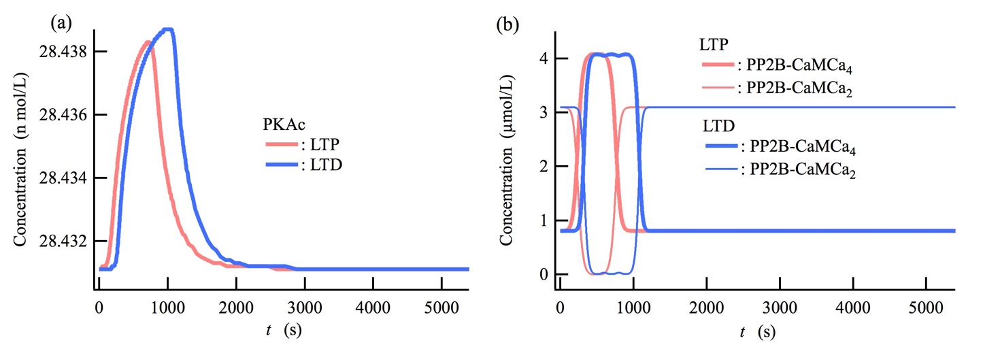 (a)
28.438
28.436
28.434
28.432
Concentration (n mol/L)
PKAc
: LTP
: LTD
0 1000 2000 3000 4000 5000
t (s)
(b)
4
3
2
1
0
Concentration (μmol/L)
LTP
: PP2B-CaMCa4
: PP2B-CaMCa2
LTD
: PP2B-CaMCa4
: PP2B-CaMCa2
0 1000 2000 3000 4000 5000
t (s)